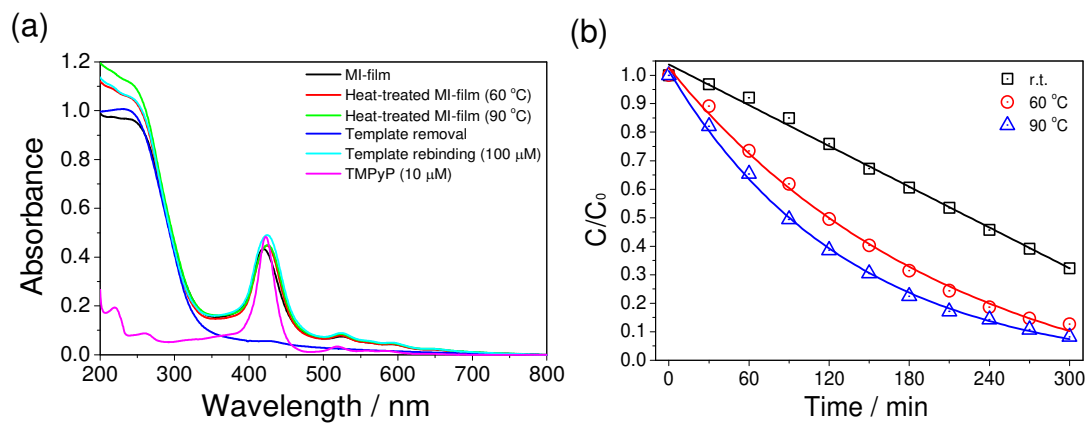 (a)
1.2
1.0
0.8
0.6
0.4
0.2
0.0
Absorbance
200 300 400 500 600 700 800
Wavelength / nm
MI-film
Heat-treated MI-film (60 °C)
Heat-treated MI-film (90 °C)
Template removal
Template rebinding (100 μM)
TMPyP (10 μM)
(b)
1.0
0.9
0.8
0.7
0.6
0.5
0.4
0.3
0.2
0.1
0.0
C/C₀
0 60 120 180 240 300
Time / min
r.t.
60 °C
90 °C